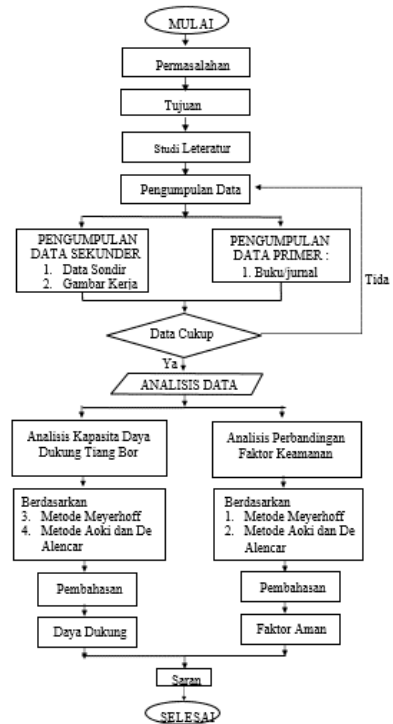 MULAI
Permasalahan
Tujuan
Studi Leteratur
Pengumpulan Data
PENGUMPULAN
DATA SEKUNDER
1. Data Sondir
2. Gambar Kerja
PENGUMPULAN
DATA PRIMER :
1. Buku/jurnal
Tida
Data Cukup
Ya
ANALISIS DATA
Analisis Kapasita Daya
Dukung Tiang Bor
Analisis Perbandingan
Faktor Keamanan
Berdasarkan
3. Metode Meyerhoff
4. Metode Aoki dan De
Alencar
Berdasarkan
1. Metode Meyerhoff
2. Metode Aoki dan De
Alencar
Pembahasan
Pembahasan
Daya Dukung
Faktor Aman
Saran
SELESAI